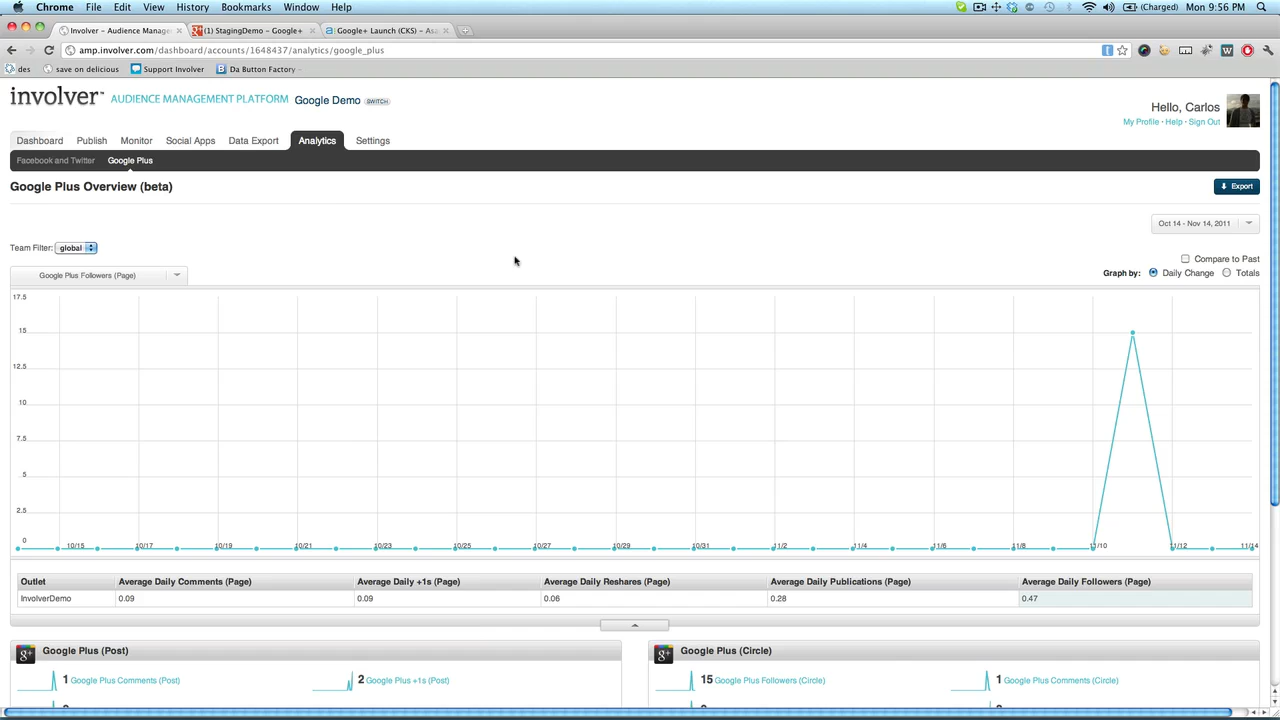 Chrome File Edit View History Bookmarks Window Help (Charged) Mon 9:56 PM
Involver – Audience Manage (1) StagingDemo – Google+ Google+ Launch (CKS) – Asa
amp.involver.com/dashboard/accounts/1648437/analytics/google_plus
des save on delicious Support Involver Da Button Factory
involver™ AUDIENCE MANAGEMENT PLATFORM Google Demo SWITCH
Hello, Carlos
My Profile · Help · Sign Out
Dashboard Publish Monitor Social Apps Data Export Analytics Settings
Facebook and Twitter Google Plus
Google Plus Overview (beta)
Export
Oct 14 - Nov 14, 2011
Team Filter: global
Compare to Past
Google Plus Followers (Page)
Graph by: Daily Change Totals
17.5
15
12.5
10
7.5
5
2.5
0
10/15 10/17 10/19 10/21 10/23 10/25 10/27 10/29 10/31 11/2 11/4 11/6 11/8 11/10 11/12 11/14
Outlet Average Daily Comments (Page) Average Daily +1s (Page) Average Daily Reshares (Page) Average Daily Publications (Page) Average Daily Followers (Page)
InvolverDemo 0.09 0.09 0.06 0.28 0.47
Google Plus (Post)
1 Google Plus Comments (Post) 2 Google Plus +1s (Post)
Google Plus (Circle)
15 Google Plus Followers (Circle) 1 Google Plus Comments (Circle)